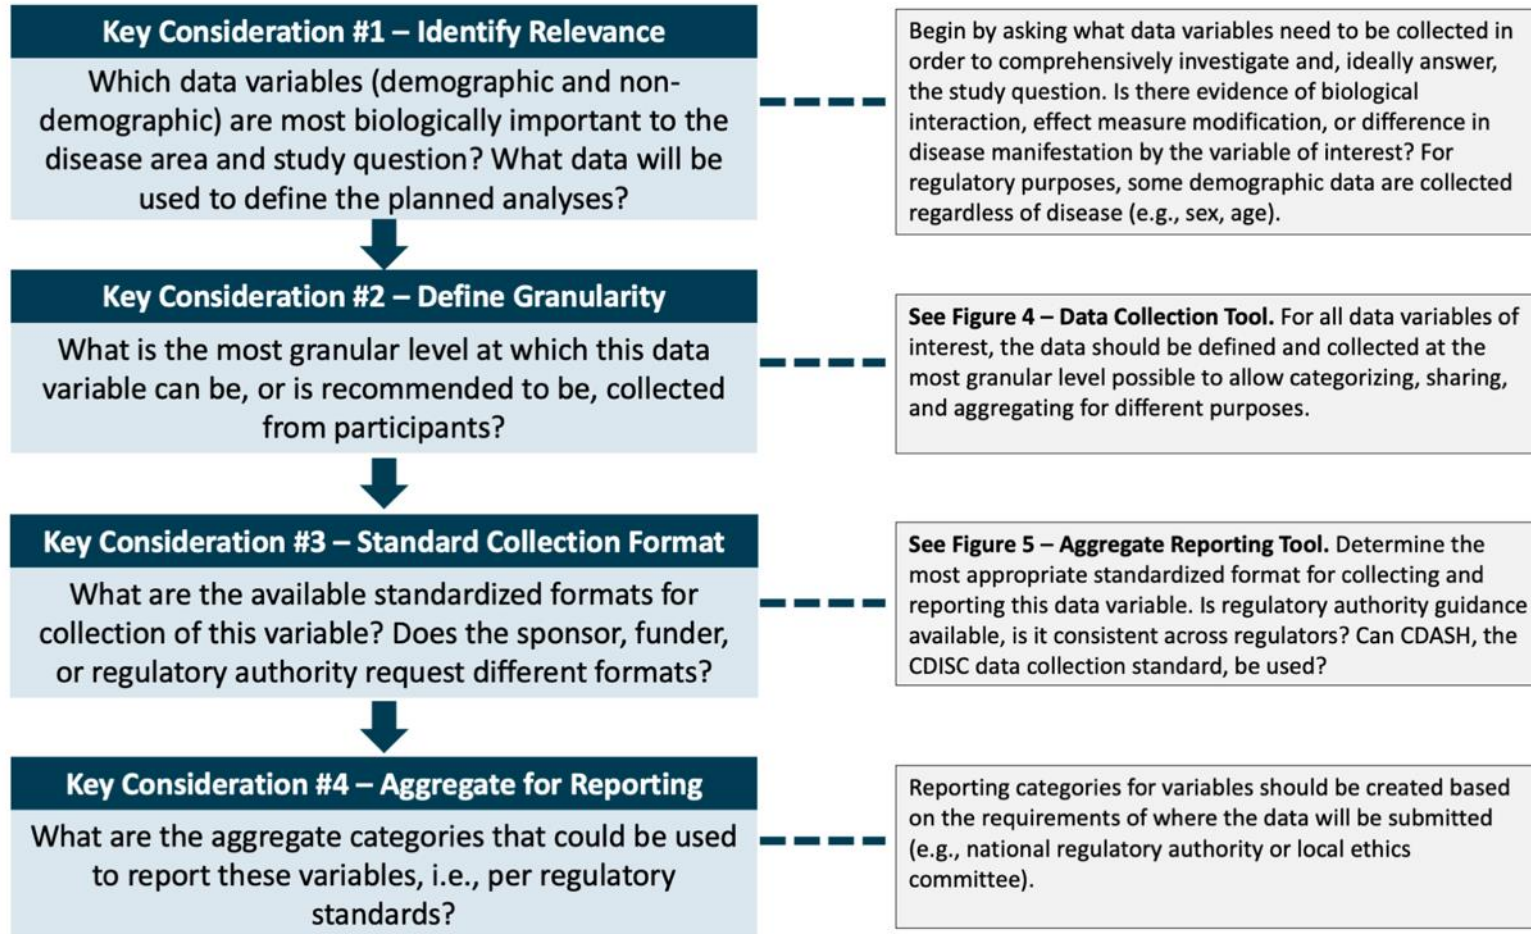 Key Consideration #1 – Identify Relevance
Which data variables (demographic and non-
demographic) are most biologically important to the
disease area and study question? What data will be
used to define the planned analyses?
Begin by asking what data variables need to be collected in
order to comprehensively investigate and, ideally answer,
the study question. Is there evidence of biological
interaction, effect measure modification, or difference in
disease manifestation by the variable of interest? For
regulatory purposes, some demographic data are collected
regardless of disease (e.g., sex, age).
Key Consideration #2 – Define Granularity
What is the most granular level at which this data
variable can be, or is recommended to be, collected
from participants?
See Figure 4 – Data Collection Tool. For all data variables of
interest, the data should be defined and collected at the
most granular level possible to allow categorizing, sharing,
and aggregating for different purposes.
Key Consideration #3 – Standard Collection Format
What are the available standardized formats for
collection of this variable? Does the sponsor, funder,
or regulatory authority request different formats?
See Figure 5 – Aggregate Reporting Tool. Determine the
most appropriate standardized format for collecting and
reporting this data variable. Is regulatory authority guidance
available, is it consistent across regulators? Can CDASH, the
CDISC data collection standard, be used?
Key Consideration #4 – Aggregate for Reporting
What are the aggregate categories that could be used
to report these variables, i.e., per regulatory
standards?
Reporting categories for variables should be created based
on the requirements of where the data will be submitted
(e.g., national regulatory authority or local ethics
committee).